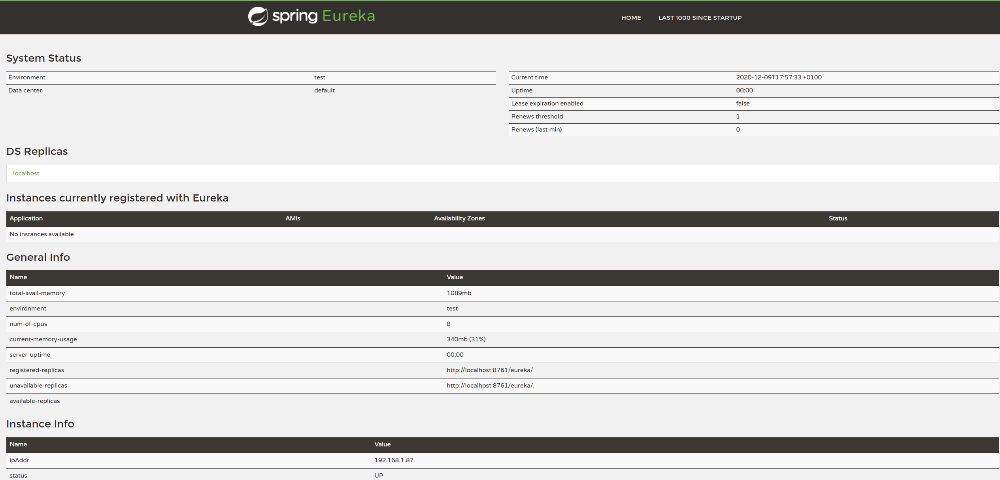 spring Eureka
HOME LAST 1000 SINCE STARTUP
System Status
Environment test
Data center default
Current time 2020-12-09T17:57:33 +0100
Uptime 00:00
Lease expiration enabled false
Renews threshold 1
Renews (last min) 0
DS Replicas
localhost
Instances currently registered with Eureka
Application AMIs Availability Zones Status
No instances available
General Info
Name Value
total-avail-memory 1089mb
environment test
num-of-cpus 8
current-memory-usage 340mb (31%)
server-uptime 00:00
registered-replicas http://localhost:8761/eureka/
unavailable-replicas http://localhost:8761/eureka/,
available-replicas
Instance Info
Name Value
ipAddr 192.168.1.87
status UP